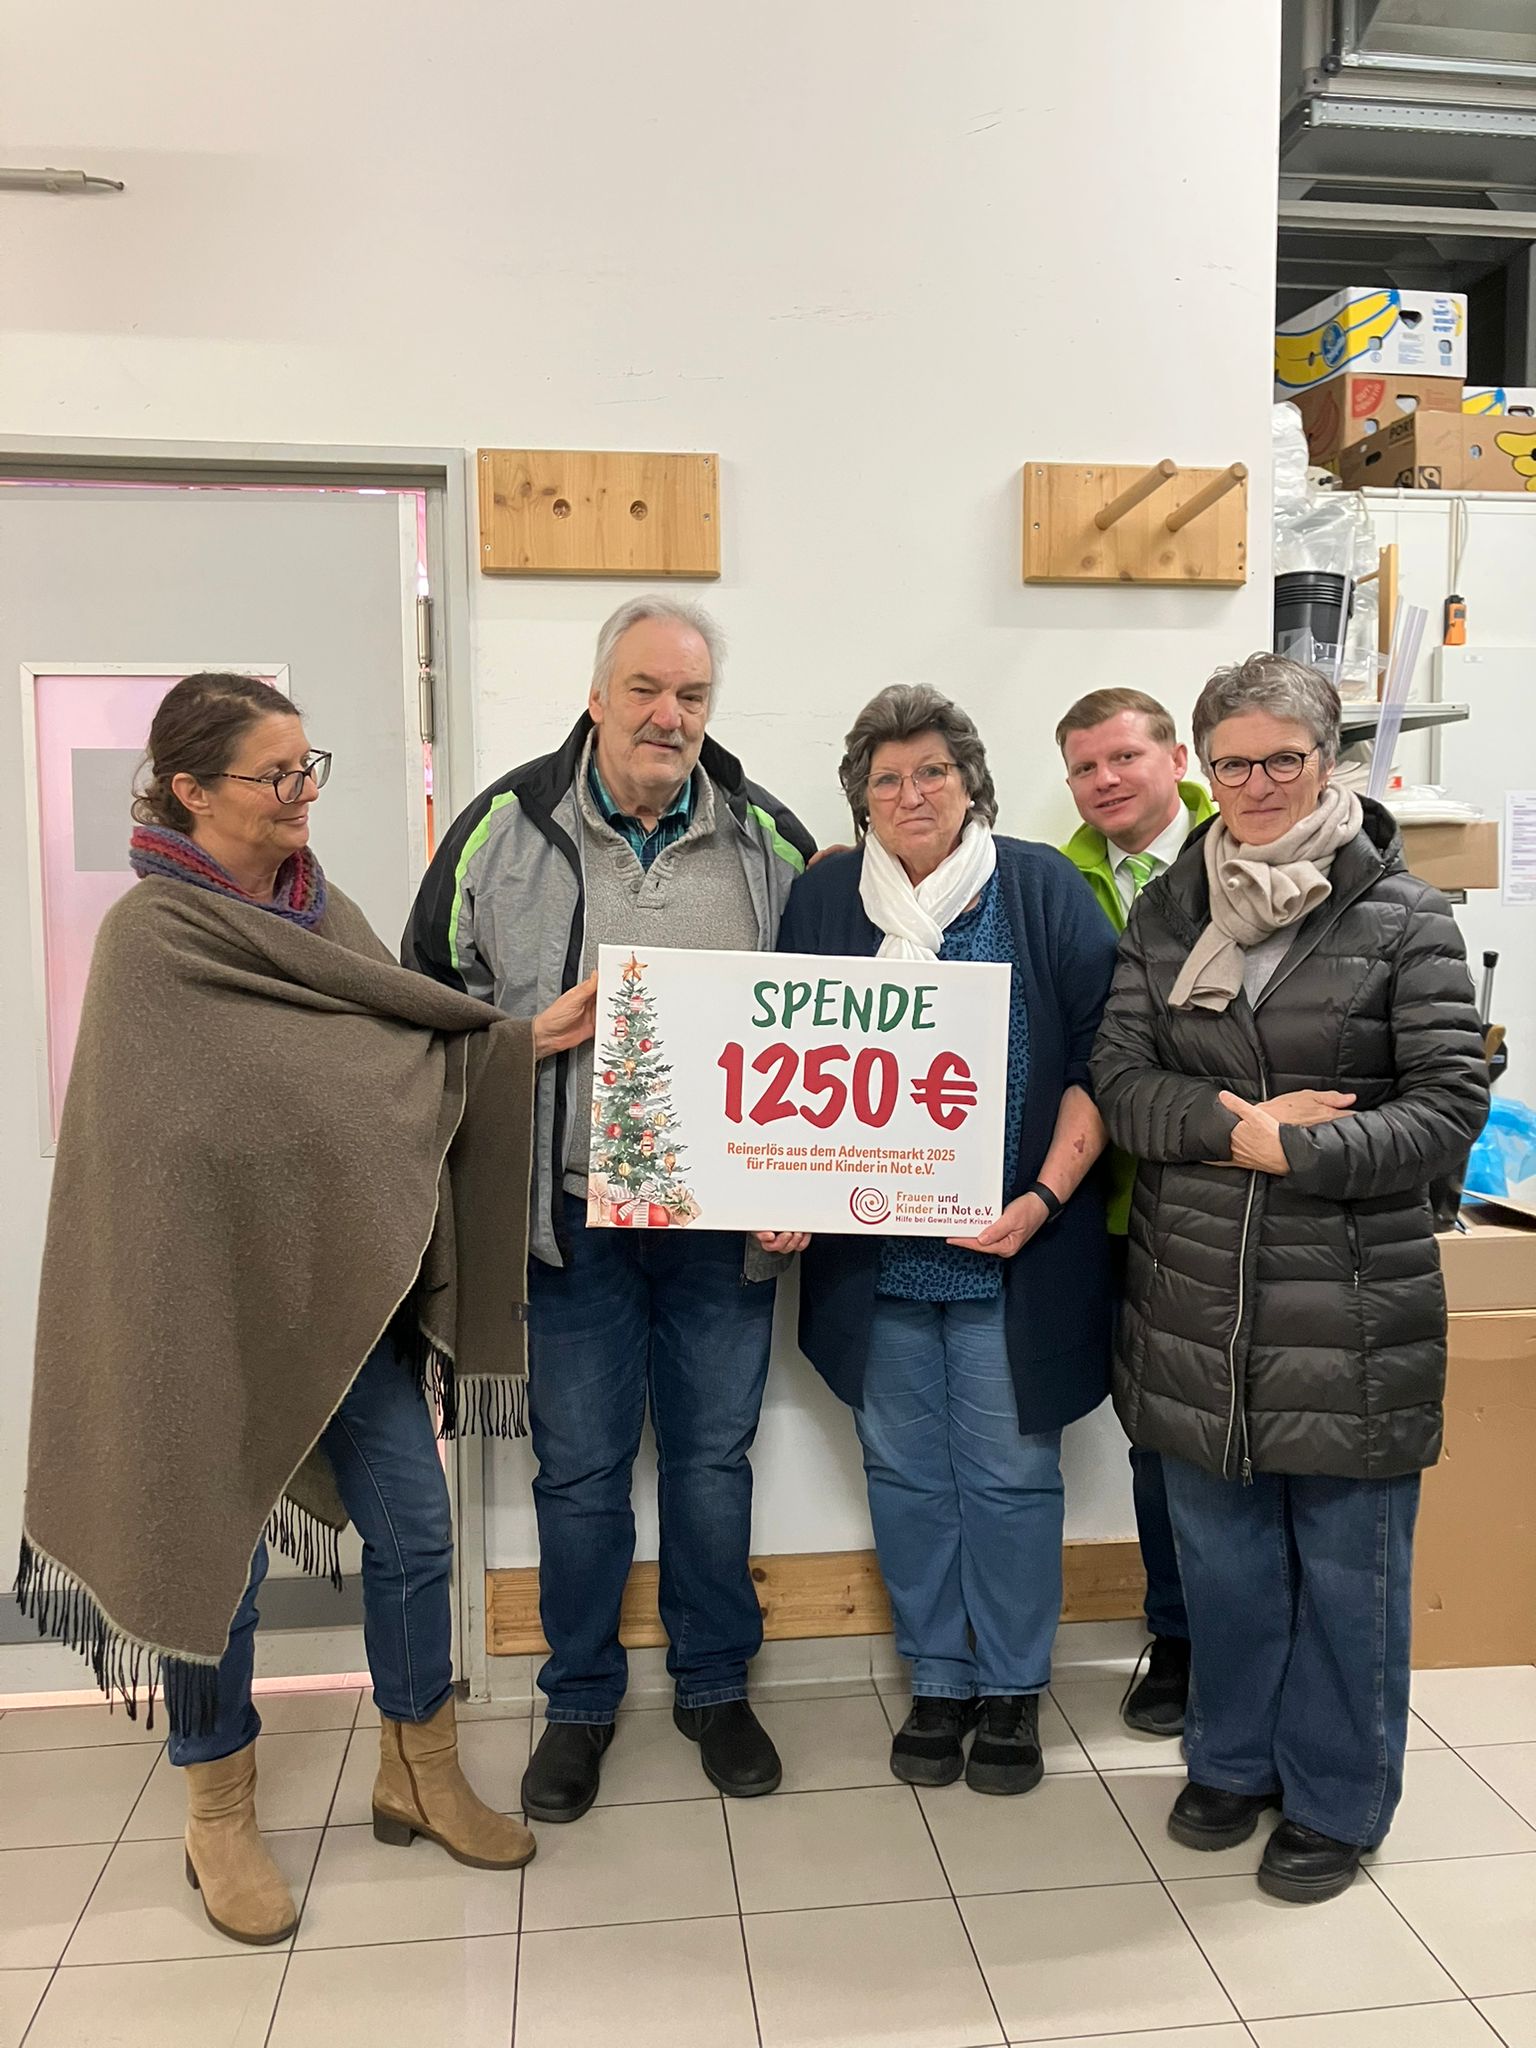 SPENDE
1250 €
Reinerlös aus dem Adventsmarkt 2025
für Frauen und Kinder in Not e.V.
Frauen und
Kinder in Not e.V.
Hilfe bei Gewalt und Krisen
PORT